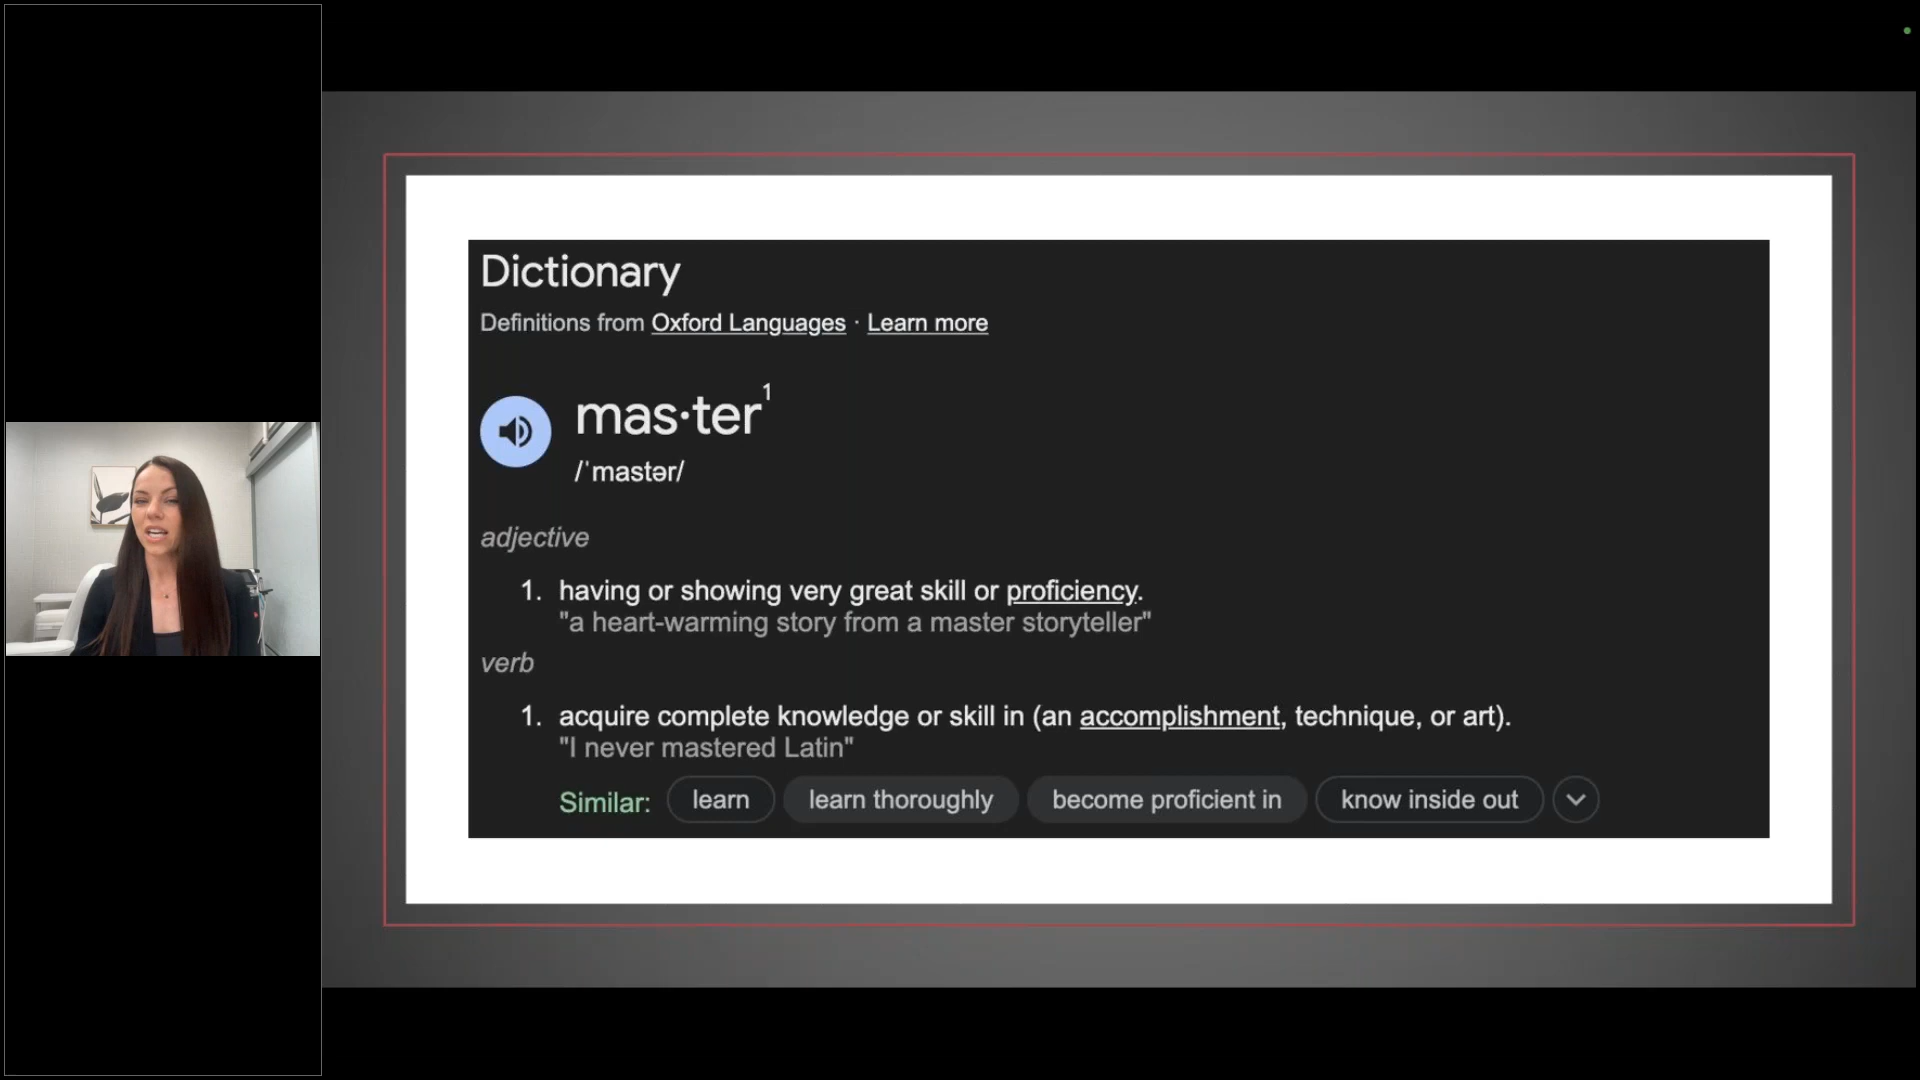 Dictionary
Definitions from Oxford Languages · Learn more
mas·ter¹
/ˈmastər/
adjective
1. having or showing very great skill or proficiency.
"a heart-warming story from a master storyteller"
verb
1. acquire complete knowledge or skill in (an accomplishment, technique, or art).
"I never mastered Latin"
Similar: learn learn thoroughly become proficient in know inside out